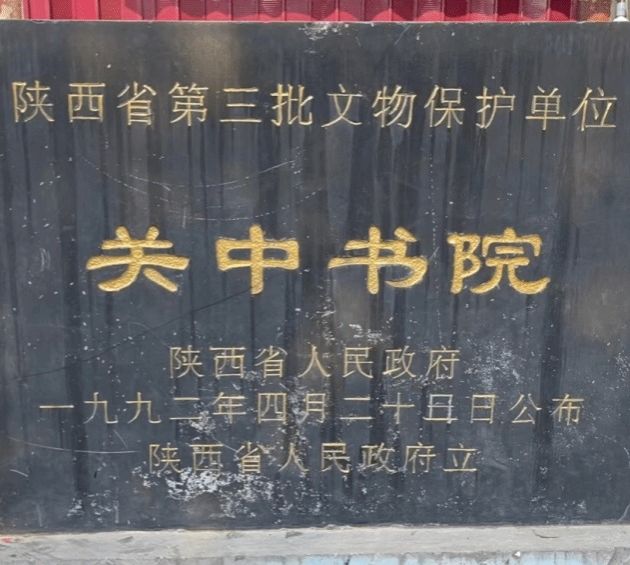 陕西省第三批文物保护单位
关中书院
陕西省人民政府
一九九二年四月二十日公布
陕西省人民政府立